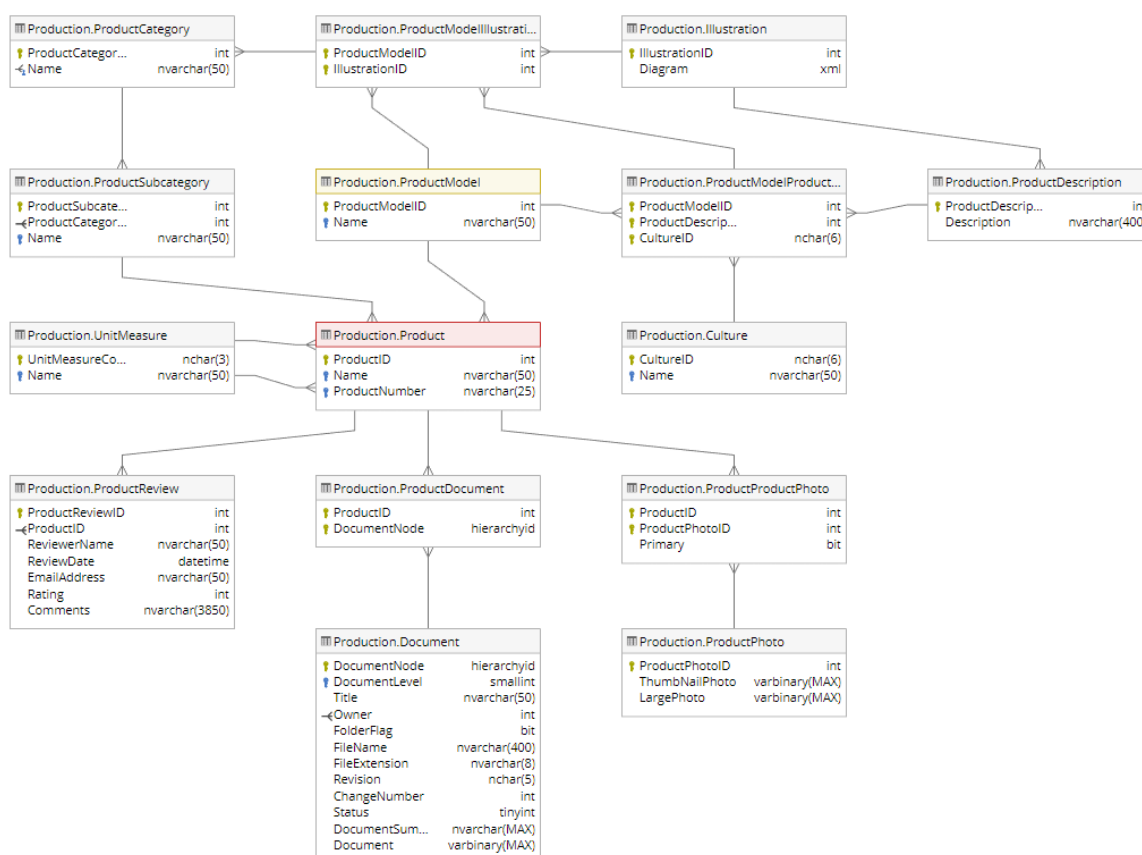 Production.ProductCategory
ProductCategor... int
Name nvarchar(50)
Production.ProductModelIllustrati...
ProductModelID int
IllustrationID int
Production.Illustration
IllustrationID int
Diagram xml
Production.ProductSubcategory
ProductSubcate... int
ProductCategor... int
Name nvarchar(50)
Production.ProductModel
ProductModelID int
Name nvarchar(50)
Production.ProductModelProduct...
ProductModelID int
ProductDescrip... int
CultureID nchar(6)
Production.ProductDescription
ProductDescrip... in
Description nvarchar(400
Production.UnitMeasure
UnitMeasureCo... nchar(3)
Name nvarchar(50)
Production.Product
ProductID int
Name nvarchar(50)
ProductNumber nvarchar(25)
Production.Culture
CultureID nchar(6)
Name nvarchar(50)
Production.ProductReview
ProductReviewID int
ProductID int
ReviewerName nvarchar(50)
ReviewDate datetime
EmailAddress nvarchar(50)
Rating int
Comments nvarchar(3850)
Production.ProductDocument
ProductID int
DocumentNode hierarchyid
Production.ProductProductPhoto
ProductID int
ProductPhotoID int
Primary bit
Production.Document
DocumentNode hierarchyid
DocumentLevel smallint
Title nvarchar(50)
Owner int
FolderFlag bit
FileName nvarchar(400)
FileExtension nvarchar(8)
Revision nchar(5)
ChangeNumber int
Status tinyint
DocumentSum... nvarchar(MAX)
Document varbinary(MAX)
Production.ProductPhoto
ProductPhotoID int
ThumbNailPhoto varbinary(MAX)
LargePhoto varbinary(MAX)